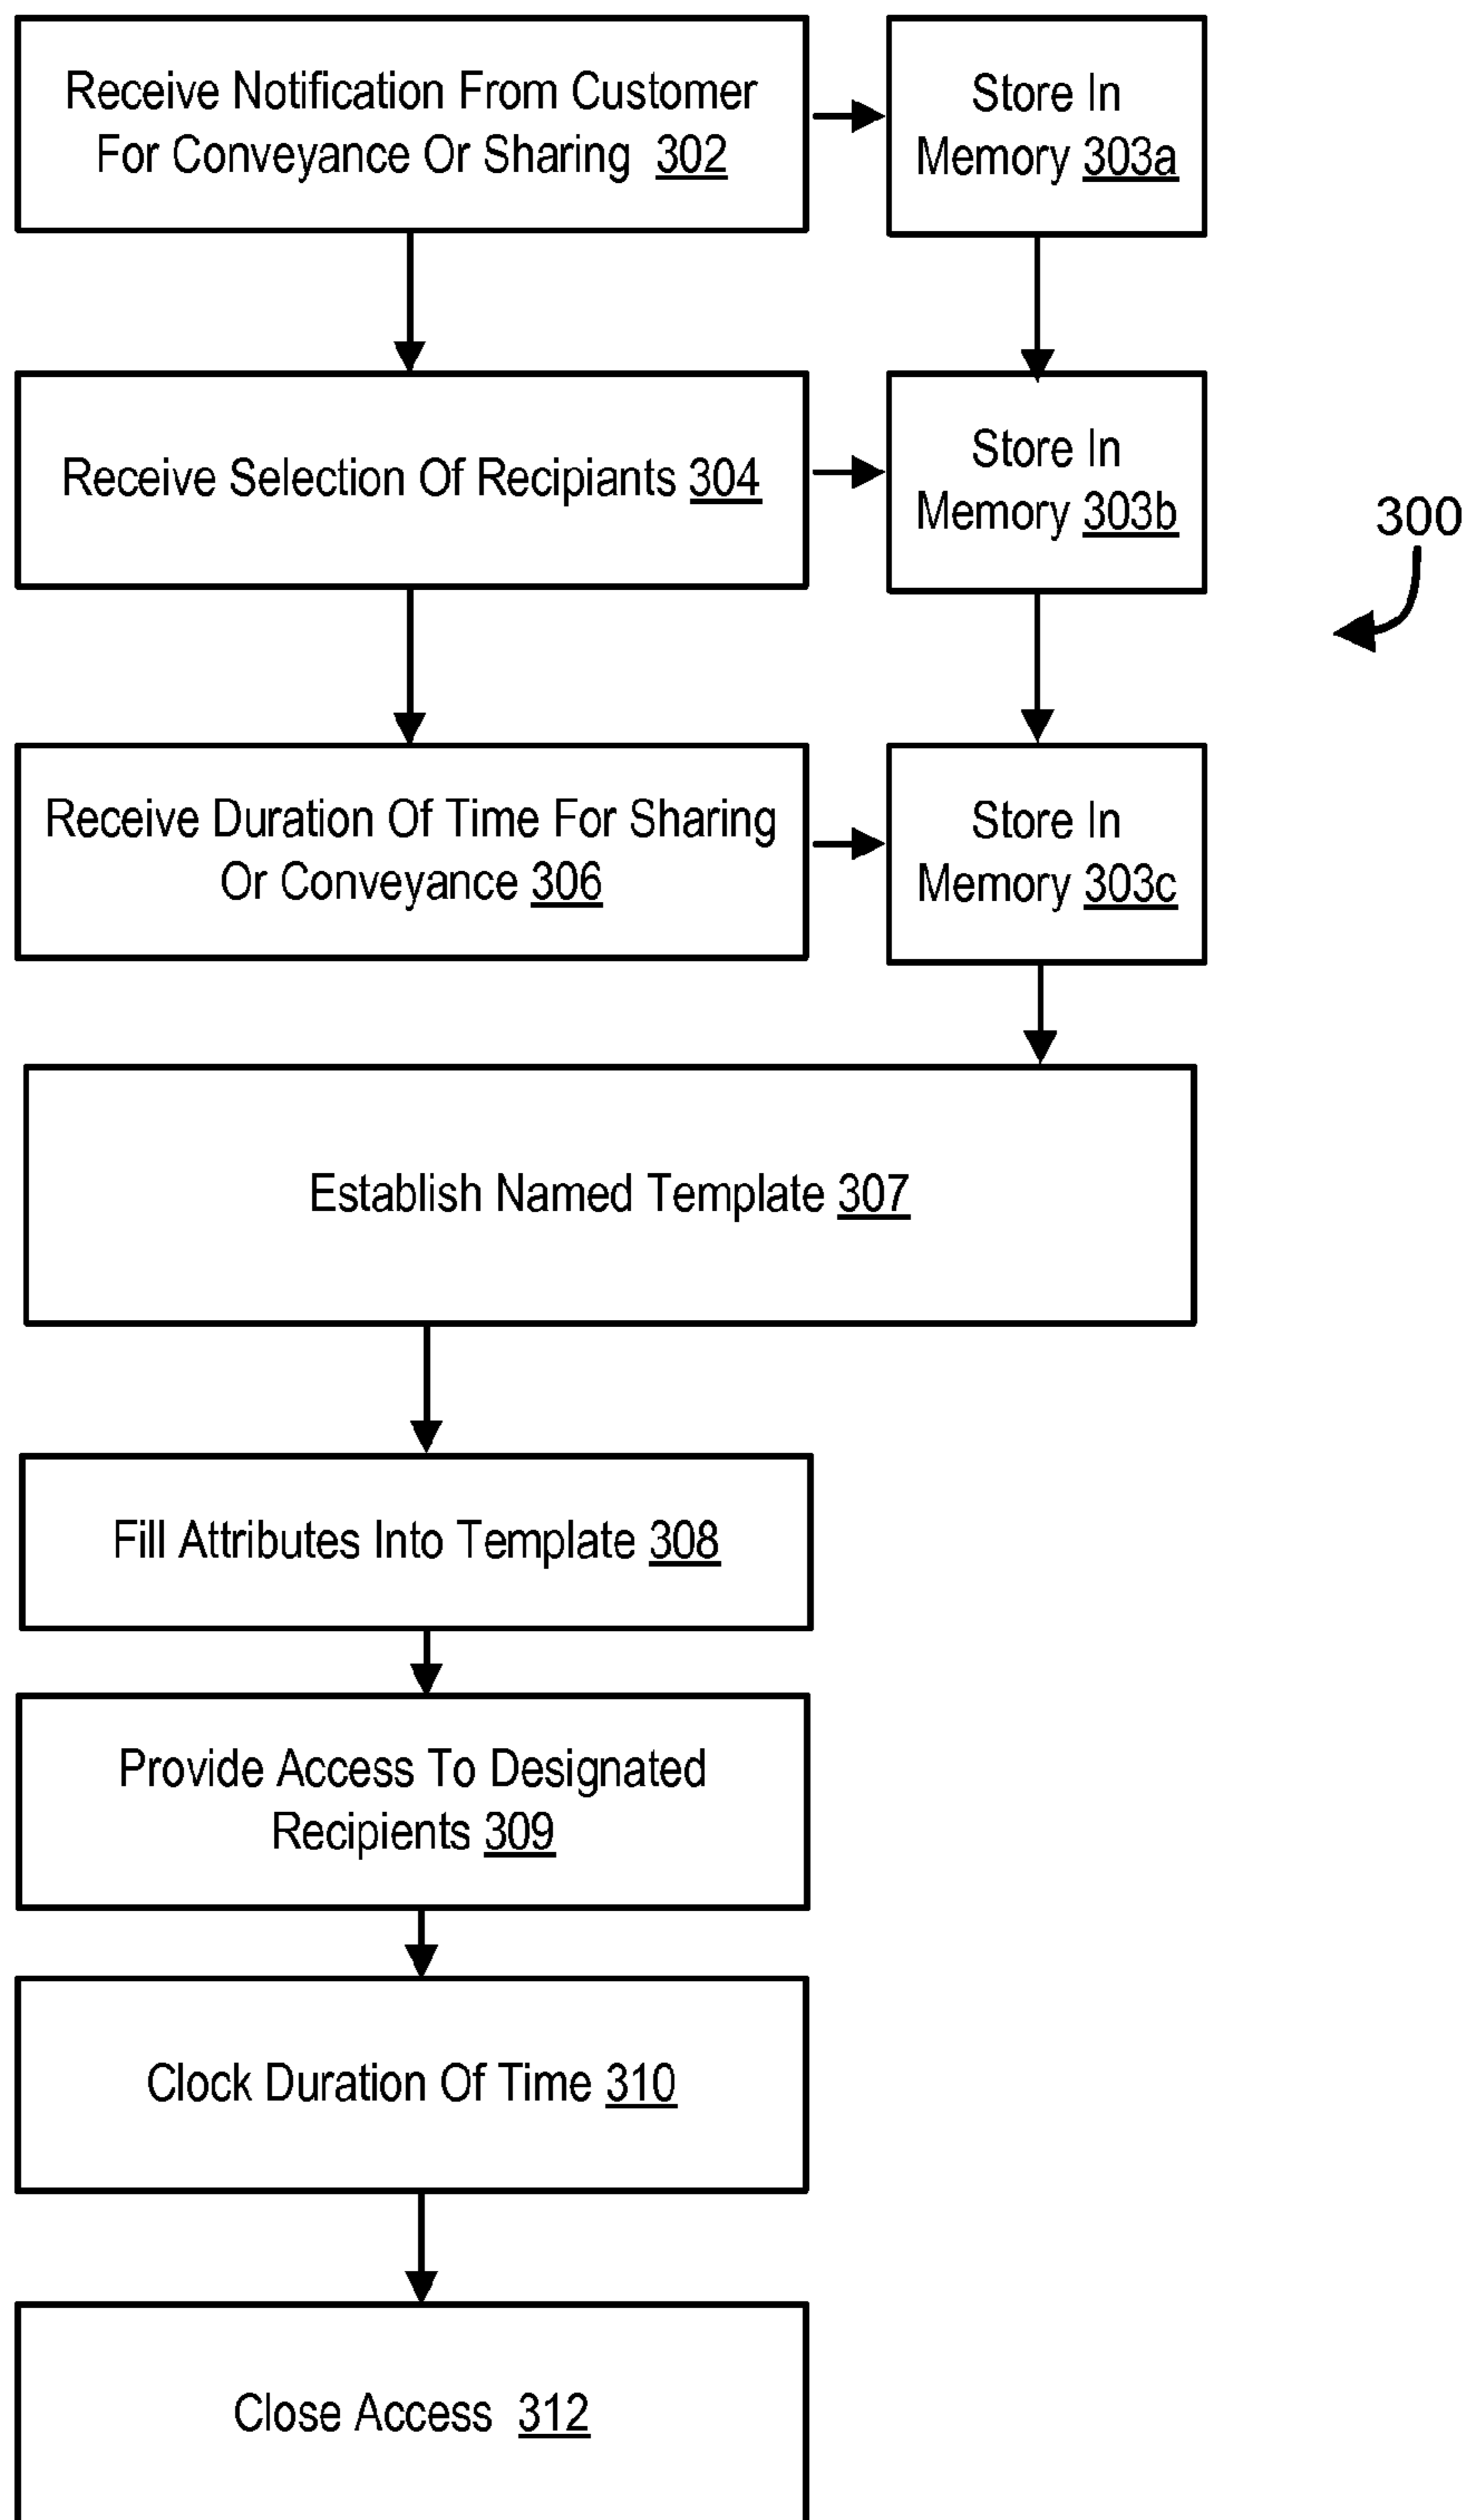 Receive Notification From Customer
For Conveyance Or Sharing 302
Store In
Memory 303a
Receive Selection Of Recipiants 304
Store In
Memory 303b
300
Receive Duration Of Time For Sharing
Or Conveyance 306
Store In
Memory 303c
Establish Named Template 307
Fill Attributes Into Template 308
Provide Access To Designated
Recipients 309
Clock Duration Of Time 310
Close Access 312